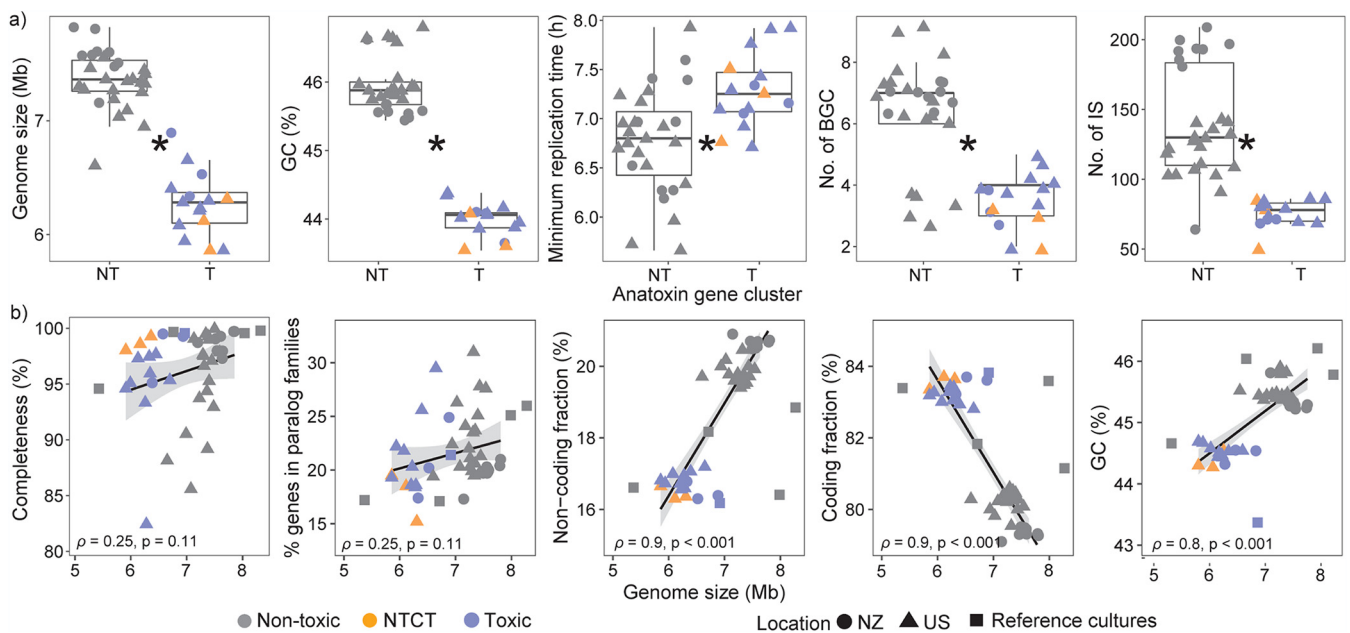 a)
Genome size (Mb)
7
6
NT
T
GC (%)
46
45
44
NT
T
Minimum replication time (h)
8.0
7.5
7.0
6.5
6.0
NT
T
No. of BGC
8
6
4
2
NT
T
No. of IS
200
150
100
50
NT
T
*
*
*
*
*
Anatoxin gene cluster
b)
Completeness (%)
100
95
90
85
80
ρ = 0.25, p = 0.11
5 6 7 8
% genes in paralog families
30
25
20
15
ρ = 0.25, p = 0.11
5 6 7 8
Non−coding fraction (%)
20
18
16
ρ = 0.9, p < 0.001
5 6 7 8
Coding fraction (%)
84
82
80
ρ = 0.9, p < 0.001
5 6 7 8
GC (%)
46
45
44
43
ρ = 0.8, p < 0.001
5 6 7 8
Genome size (Mb)
Non-toxic NTCT Toxic Location NZ US Reference cultures